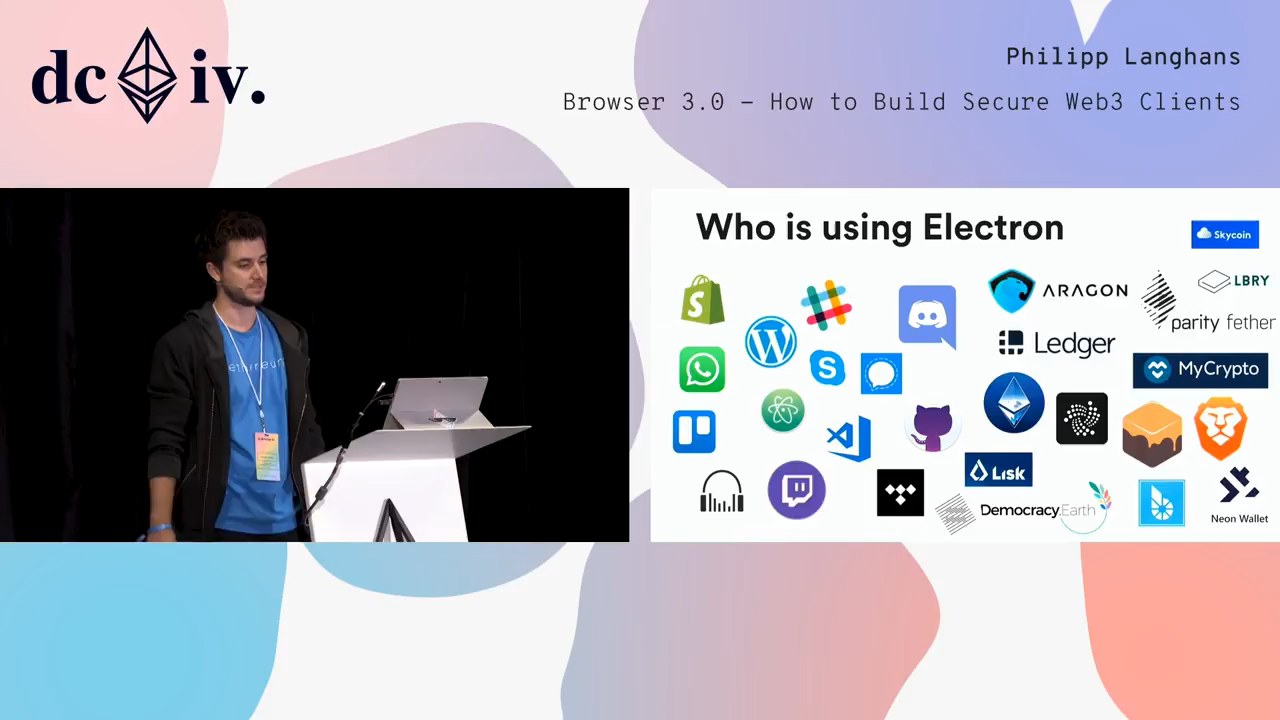 dc iv.
Philipp Langhans
Browser 3.0 – How to Build Secure Web3 Clients
Who is using Electron
Skycoin
ARAGON
LBRY
parity fether
Ledger
MyCrypto
LISK
Democracy.Earth
Neon Wallet
ethereum